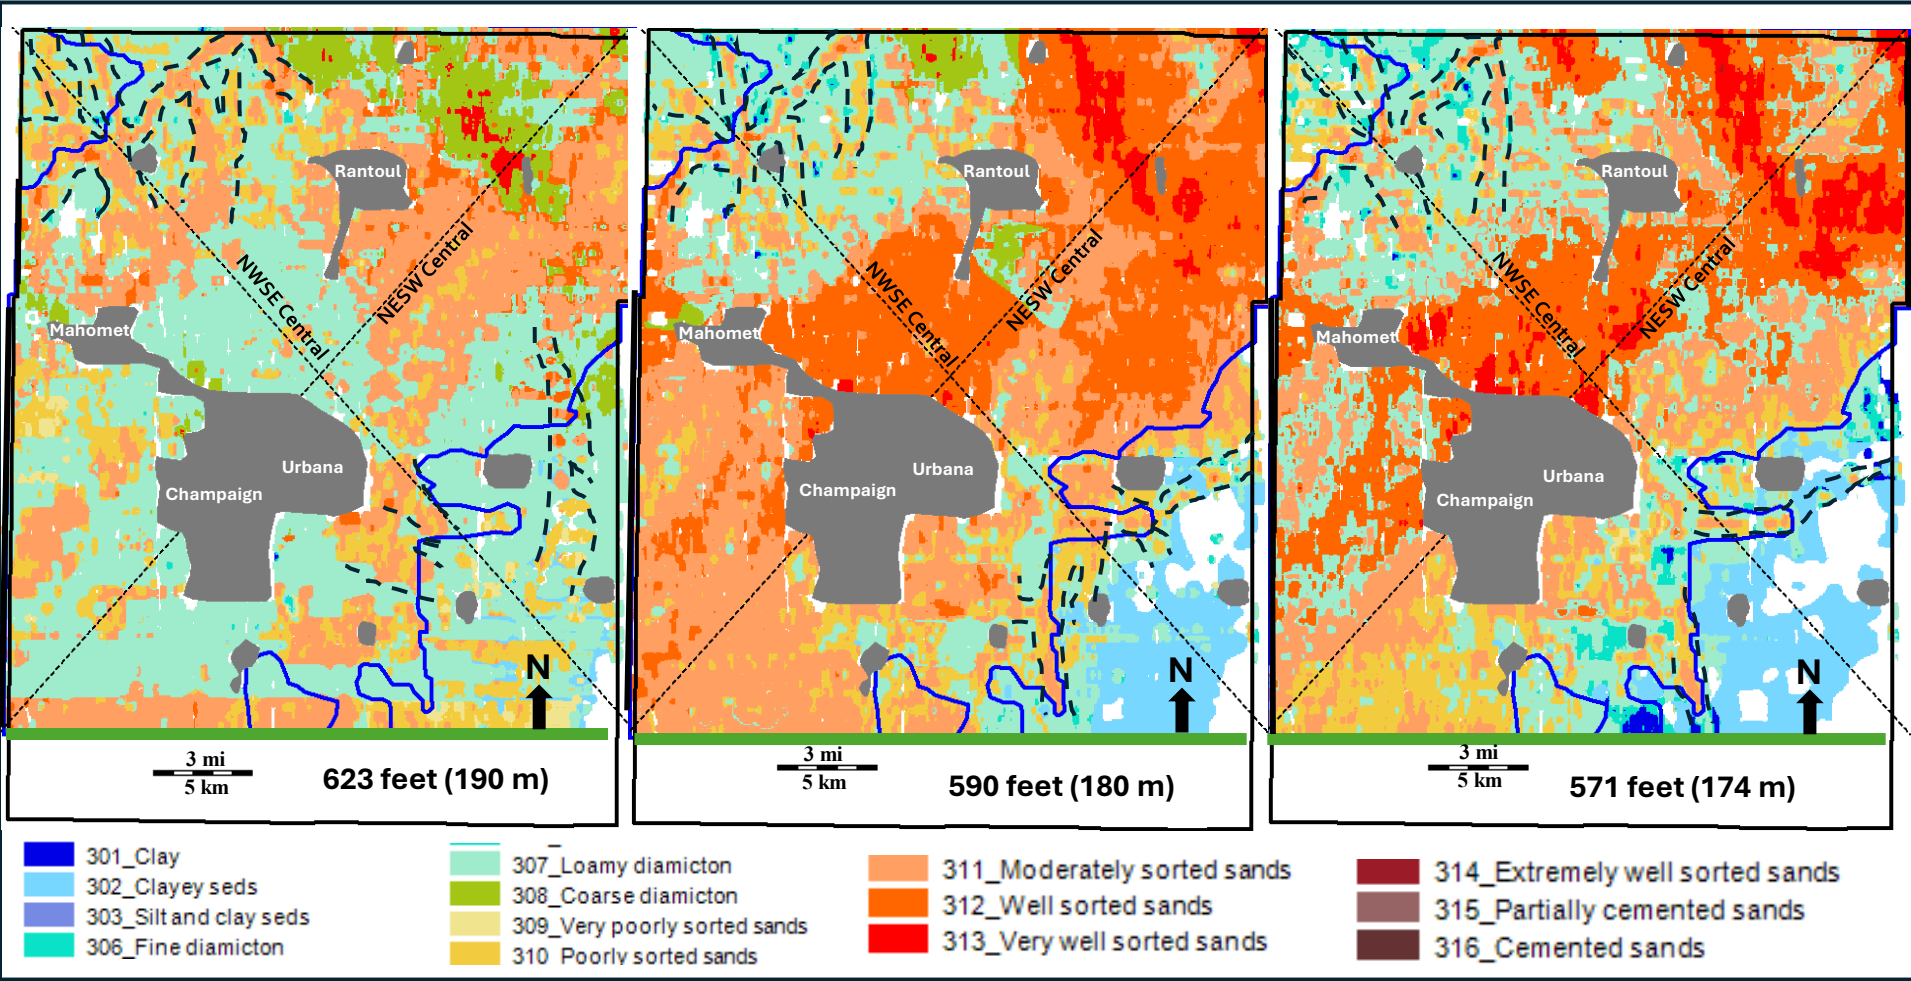 Rantoul
NWSE Central
NESW Central
Mahomet
Urbana
Champaign
N
3 mi
5 km
623 feet (190 m)
Rantoul
NWSE Central
NESW Central
Mahomet
Urbana
Champaign
N
3 mi
5 km
590 feet (180 m)
Rantoul
NWSE Central
NESW Central
Mahomet
Urbana
Champaign
N
3 mi
5 km
571 feet (174 m)
301_Clay
302_Clayey seds
303_Silt and clay seds
306_Fine diamicton
307_Loamy diamicton
308_Coarse diamicton
309_Very poorly sorted sands
310_Poorly sorted sands
311_Moderately sorted sands
312_Well sorted sands
313_Very well sorted sands
314_Extremely well sorted sands
315_Partially cemented sands
316_Cemented sands